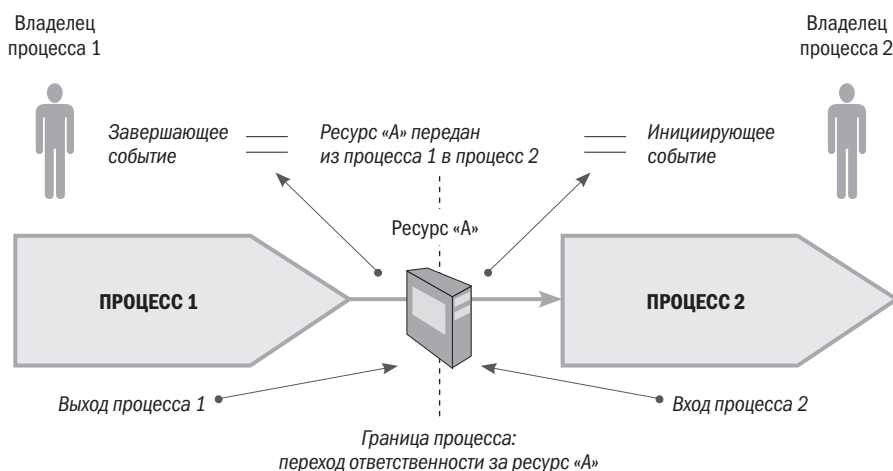 Владелец
процесса 1
Владелец
процесса 2
Завершающее
событие
Ресурс «А» передан
из процесса 1 в процесс 2
Инициирующее
событие
Ресурс «А»
ПРОЦЕСС 1
ПРОЦЕСС 2
Выход процесса 1
Вход процесса 2
Граница процесса:
переход ответственности за ресурс «А»